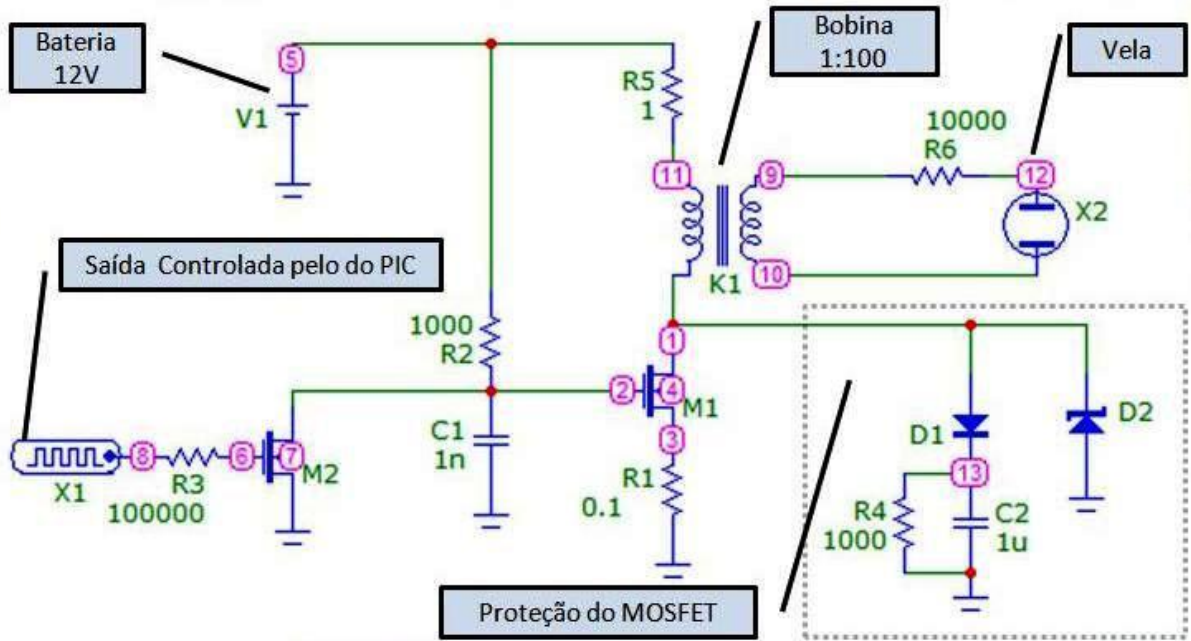 Bateria
12V
5
V1
R5
1
Bobina
1:100
Vela
11
9
10000
R6
12
X2
10
K1
Saída Controlada pelo do PIC
1000
R2
1
2
4
M1
3
C1
1n
R1
0.1
8
R3
100000
6
7
M2
X1
D1
D2
13
R4
1000
C2
1u
Proteção do MOSFET